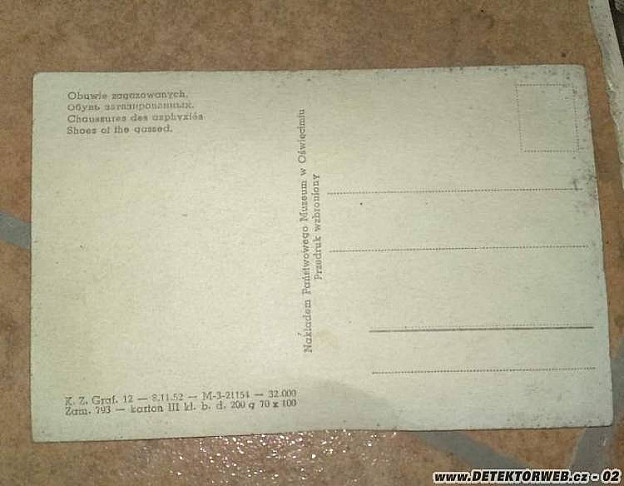 Obuwie zagazowanych.
Обувь загазированных.
Chaussures des asphyxiés
Shoes of the gassed.
Nakładem Państwowego Muzeum w Oświęcimiu
Przedruk wzbroniony
K. Z. Graf. 12 — 8.11.52 — M-3-21154 — 32.000
Zam. 793 — karton III kl. b. d. 200 g 70 x 100
www.DETEKTORWEB.cz - 02